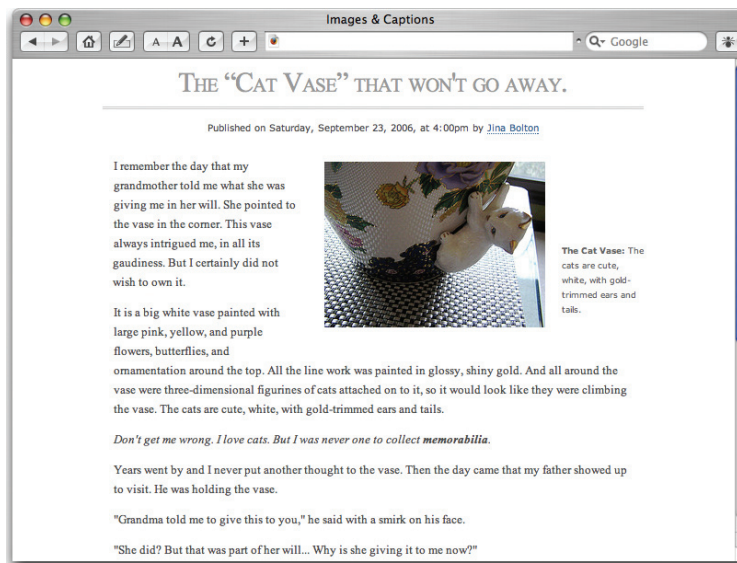 Images & Captions
A A
Google
THE “CAT VASE” THAT WON'T GO AWAY.
Published on Saturday, September 23, 2006, at 4:00pm by Jina Bolton
I remember the day that my
grandmother told me what she was
giving me in her will. She pointed to
the vase in the corner. This vase
always intrigued me, in all its
gaudiness. But I certainly did not
wish to own it.
The Cat Vase: The
cats are cute,
white, with gold-
trimmed ears and
tails.
It is a big white vase painted with
large pink, yellow, and purple
flowers, butterflies, and
ornamentation around the top. All the line work was painted in glossy, shiny gold. And all around the
vase were three-dimensional figurines of cats attached on to it, so it would look like they were climbing
the vase. The cats are cute, white, with gold-trimmed ears and tails.
Don't get me wrong. I love cats. But I was never one to collect memorabilia.
Years went by and I never put another thought to the vase. Then the day came that my father showed up
to visit. He was holding the vase.
"Grandma told me to give this to you," he said with a smirk on his face.
"She did? But that was part of her will... Why is she giving it to me now?"